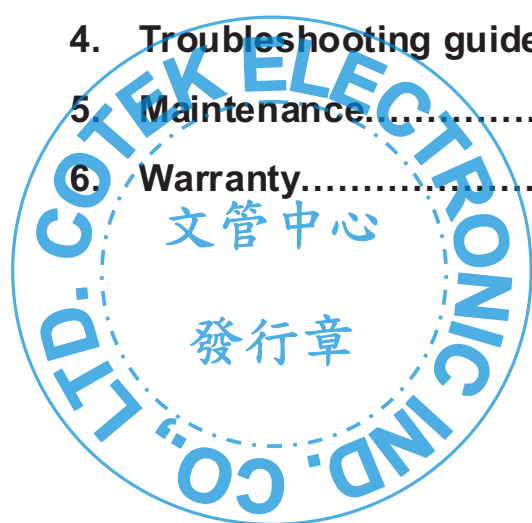 4. Troubleshooting guide
5. Maintenance................
6. Warranty.....................
COTEK ELECTRONIC IND. CO., LTD.
文管中心
發行章